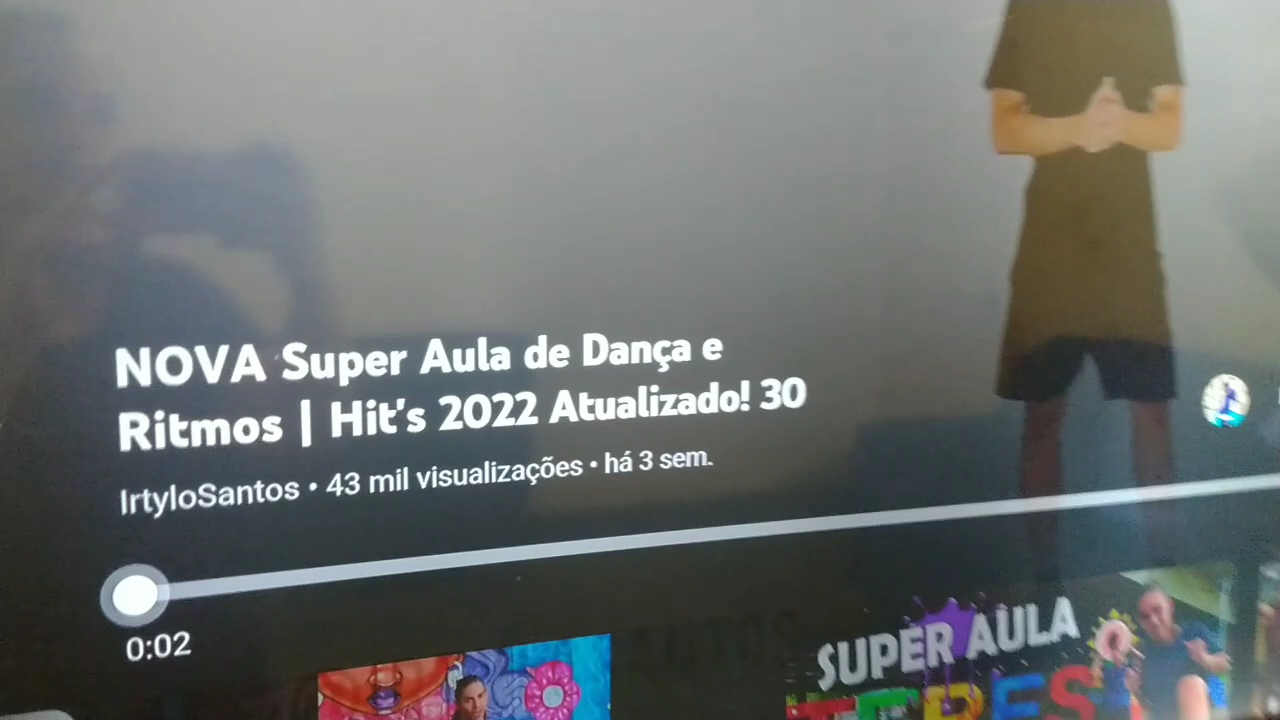 NOVA Super Aula de Dança e
Ritmos | Hit's 2022 Atualizado! 30
IrtyloSantos • 43 mil visualizações • há 3 sem.
0:02
SUPER AULA